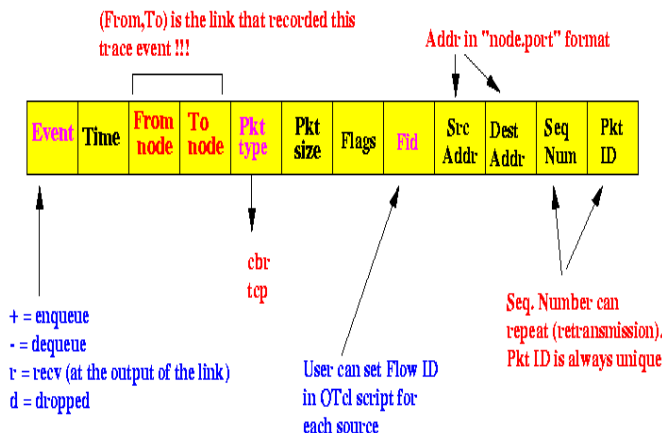 (From,To) is the link that recorded this
trace event !!!
Addr in "node.port" format
Event
Time
From
node
To
node
Pkt
type
Pkt
size
Flags
Fid
Src
Addr
Dest
Addr
Seq
Num
Pkt
ID
cbr
tcp
+ = enqueue
- = dequeue
r = recv (at the output of the link)
d = dropped
User can set Flow ID
in OTcl script for
each source
Seq. Number can
repeat (retransmission).
Pkt ID is always unique